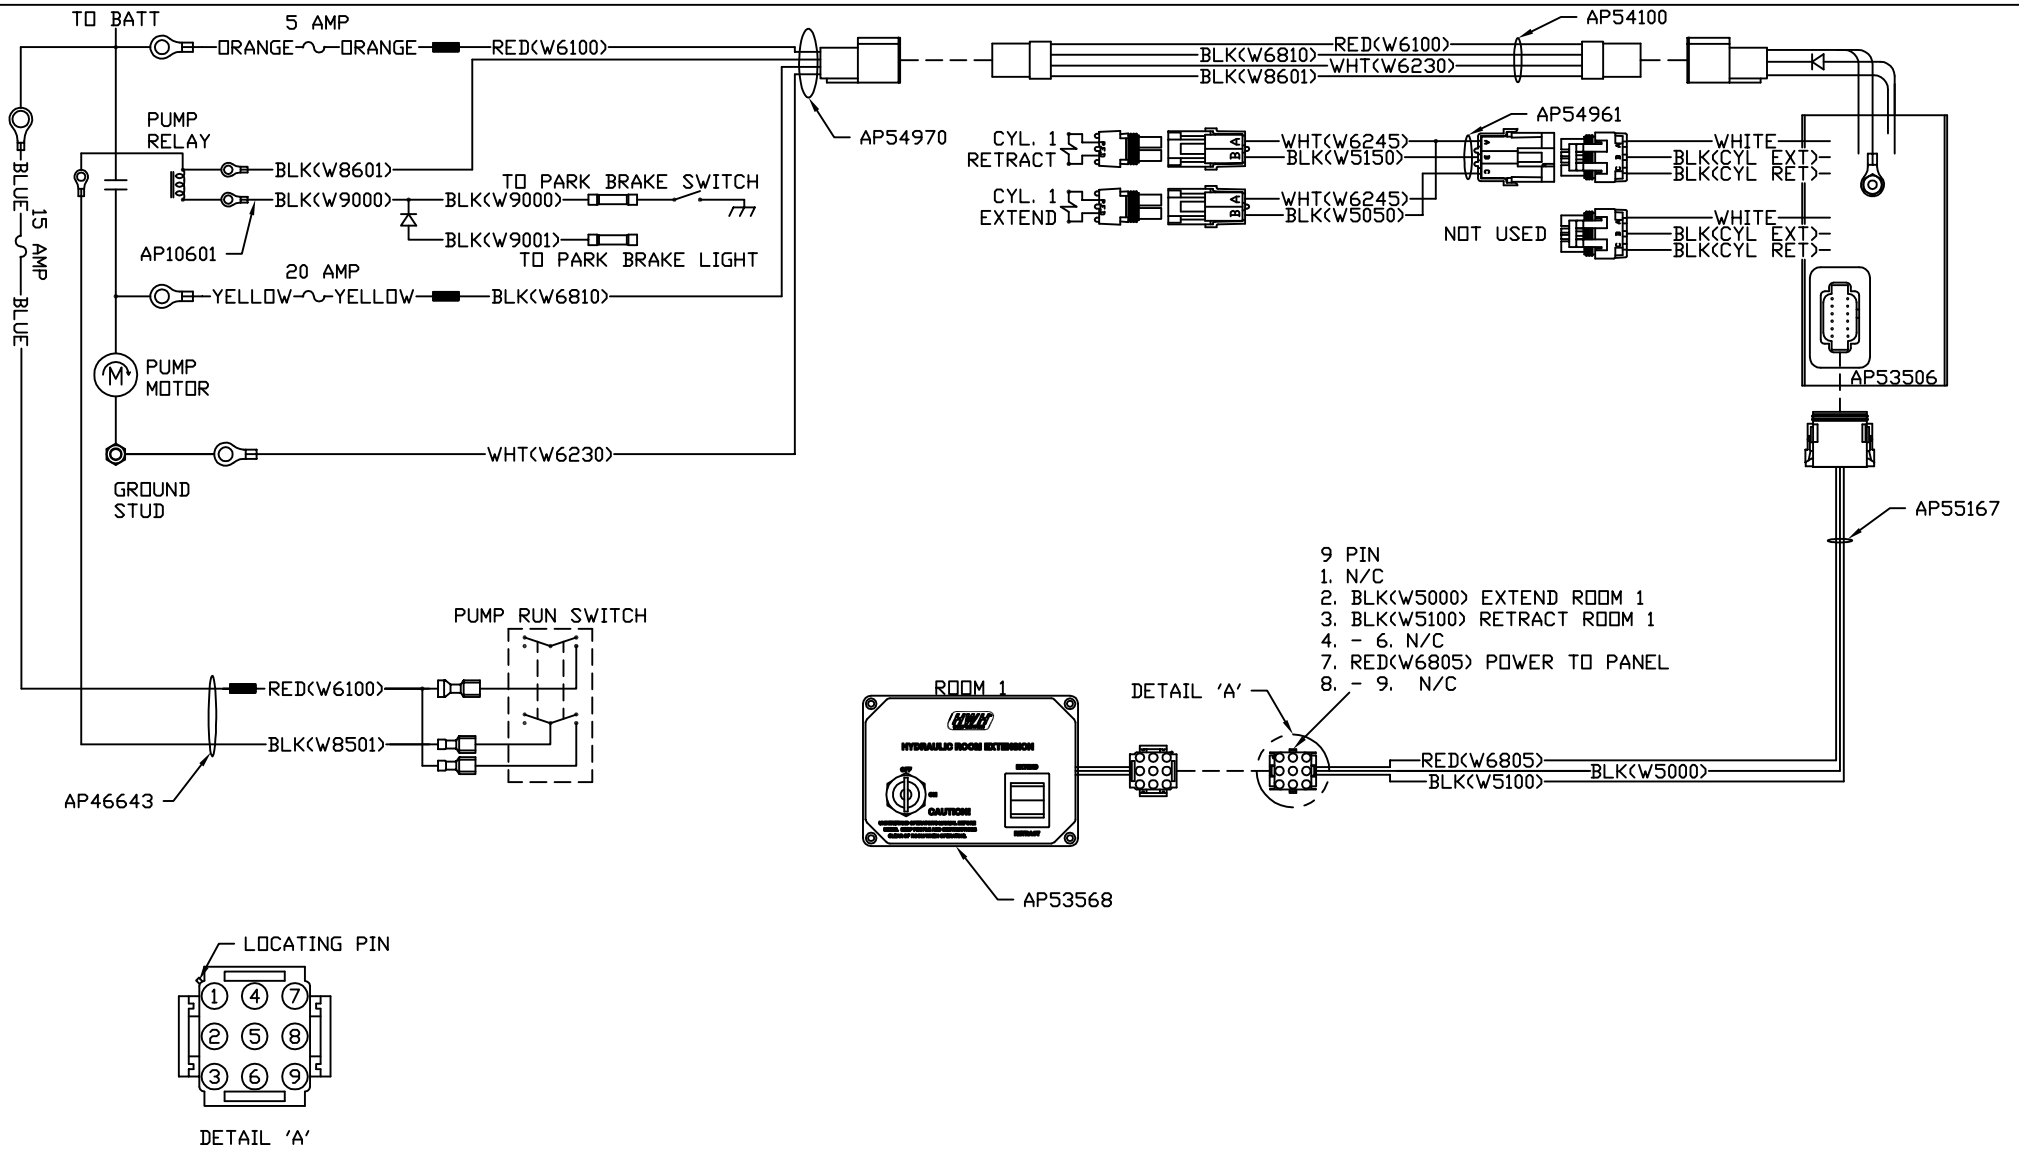 TO BATT
5 AMP
ORANGE
ORANGE
RED(W6100)
AP54100
RED(W6100)
BLK(W6810)
WHT(W6230)
BLK(W8601)
AP54970
PUMP
RELAY
BLK(W8601)
BLK(W9000)
BLK(W9000)
TO PARK BRAKE SWITCH
BLK(W9001)
TO PARK BRAKE LIGHT
AP10601
BLUE
15 AMP
BLUE
20 AMP
YELLOW
YELLOW
BLK(W6810)
M
PUMP
MOTOR
WHT(W6230)
GROUND
STUD
CYL. 1
RETRACT
A
B
WHT(W6245)
BLK(W5150)
AP54961
A
B
C
WHITE
BLK(CYL EXT)
BLK(CYL RET)
CYL. 1
EXTEND
A
B
WHT(W6245)
BLK(W5050)
NOT USED
WHITE
BLK(CYL EXT)
BLK(CYL RET)
AP53506
AP55167
PUMP RUN SWITCH
RED(W6100)
BLK(W8501)
AP46643
9 PIN
1. N/C
2. BLK(W5000) EXTEND ROOM 1
3. BLK(W5100) RETRACT ROOM 1
4. - 6. N/C
7. RED(W6805) POWER TO PANEL
8. - 9. N/C
ROOM 1
HWH
HYDRAULIC ROOM EXTENSION
OFF
ON
CAUTION!
EXTEND
RETRACT
DETAIL 'A'
RED(W6805)
BLK(W5000)
BLK(W5100)
AP53568
LOCATING PIN
1 4 7
2 5 8
3 6 9
DETAIL 'A'